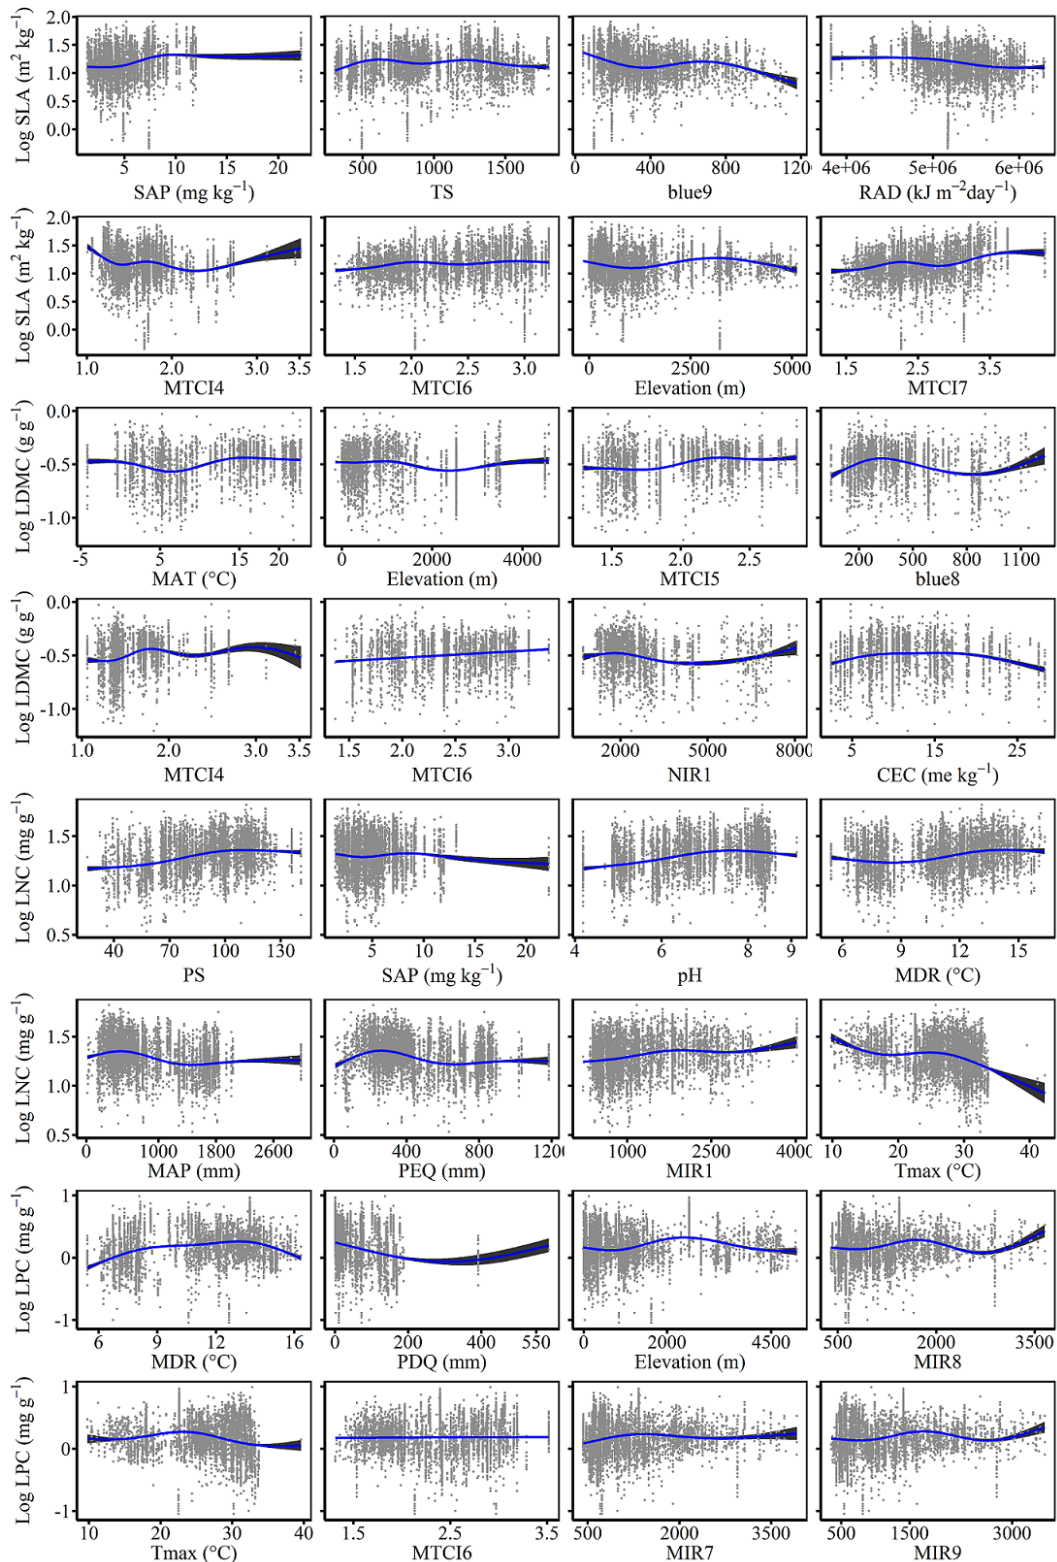 Log SLA (m² kg⁻¹)
2.0 1.5 1.0 0.5 0.0
5 10 15 20
SAP (mg kg⁻¹)
500 1000 1500
TS
0 400 800 120
blue9
4e+06 5e+06 6e+06
RAD (kJ m⁻²day⁻¹)
Log SLA (m² kg⁻¹)
2.0 1.5 1.0 0.5 0.0
1.0 1.5 2.0 3.0 3.5
MTCI4
1.5 2.0 2.5 3.0
MTCI6
0 1000 2500 5000
Elevation (m)
1.5 2.5 3.5
MTCI7
Log LDMC (g g⁻¹)
0.0 -0.5 -1.0
-5 5 15 20
MAT (°C)
0 2000 4000
Elevation (m)
1.5 2.0 2.5
MTCI5
200 500 800 1100
blue8
Log LDMC (g g⁻¹)
0.0 -0.5 -1.0
1.0 2.0 3.0 3.5
MTCI4
1.5 2.0 2.5 3.0
MTCI6
2000 5000 8000
NIR1
5 15 25
CEC (me kg⁻¹)
Log LNC (mg g⁻¹)
1.5 1.0 0.5
40 70 100 130
PS
5 10 15 20
SAP (mg kg⁻¹)
4 6 8 9
pH
6 9 12 15
MDR (°C)
Log LNC (mg g⁻¹)
1.5 1.0 0.5
0 1000 1800 2600
MAP (mm)
0 400 800 120
PEQ (mm)
1000 2500 4000
MIR1
10 20 30 40
Tmax (°C)
Log LPC (mg g⁻¹)
1 0 -1
6 9 12 16
MDR (°C)
0 200 400 550
PDQ (mm)
0 2000 4500
Elevation (m)
500 2000 3500
MIR8
Log LPC (mg g⁻¹)
1 0 -1
10 20 30 40
Tmax (°C)
1.5 2.5 3.5
MTCI6
500 2000 3500
MIR7
500 1500 3000
MIR9